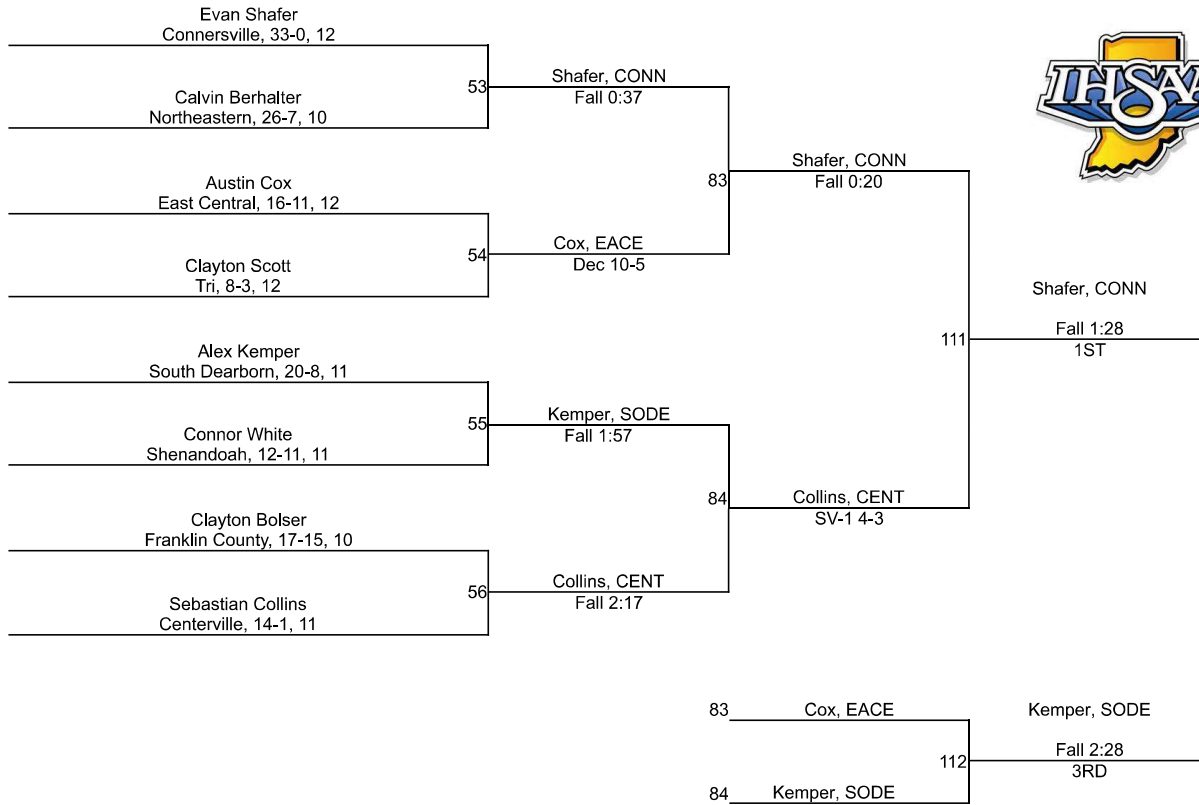 Evan Shafer
Connersville, 33-0, 12
53
Calvin Berhalter
Northeastern, 26-7, 10
Shafer, CONN
Fall 0:37
83
Austin Cox
East Central, 16-11, 12
54
Clayton Scott
Tri, 8-3, 12
Cox, EACE
Dec 10-5
Shafer, CONN
Fall 0:20
111
Alex Kemper
South Dearborn, 20-8, 11
55
Connor White
Shenandoah, 12-11, 11
Kemper, SODE
Fall 1:57
84
Clayton Bolser
Franklin County, 17-15, 10
56
Sebastian Collins
Centerville, 14-1, 11
Collins, CENT
Fall 2:17
Collins, CENT
SV-1 4-3
Shafer, CONN
Fall 1:28
1ST
83
Cox, EACE
112
84
Kemper, SODE
Kemper, SODE
Fall 2:28
3RD
IHSAA